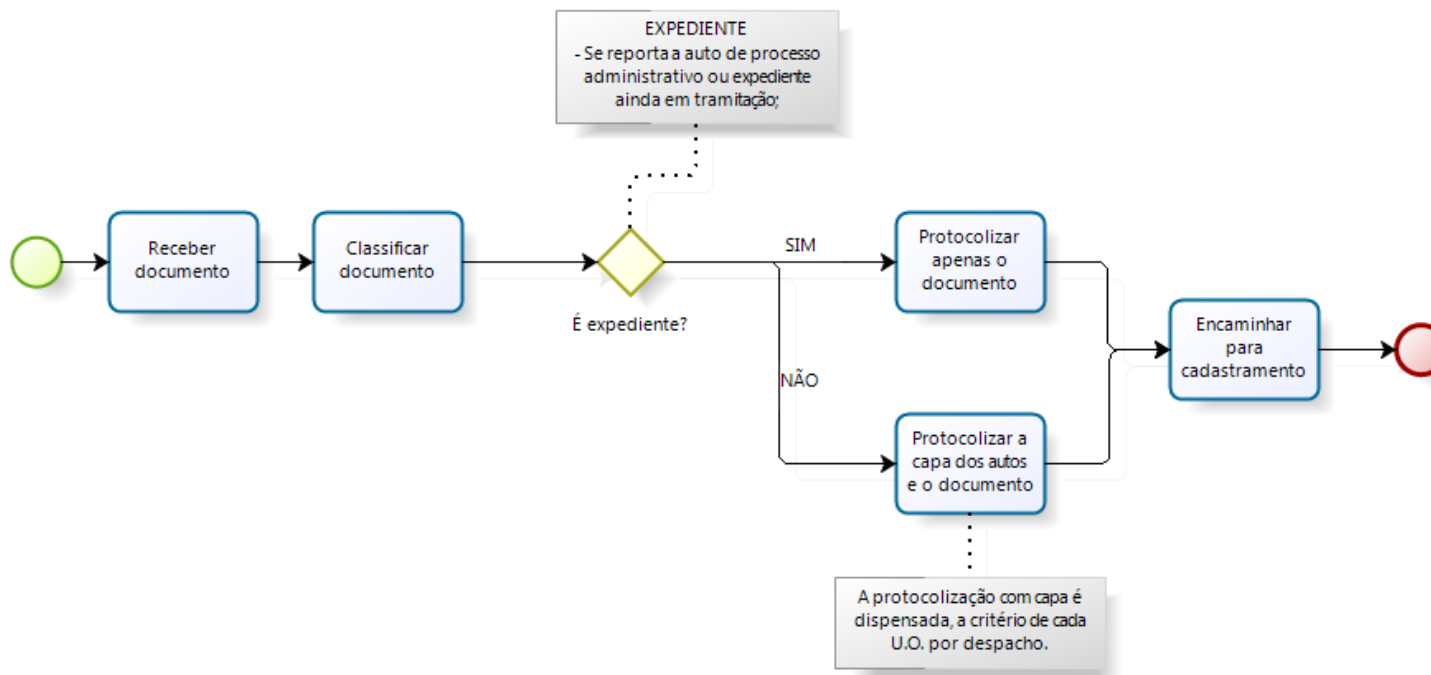 EXPEDIENTE
- Se reporta a auto de processo
administrativo ou expediente
ainda em tramitação;
Receber
documento
Classificar
documento
É expediente?
SIM
NÃO
Protocolizar
apenas o
documento
Protocolizar a
capa dos autos
e o documento
Encaminhar
para
cadastramento
A protocolização com capa é
dispensada, a critério de cada
U.O. por despacho.